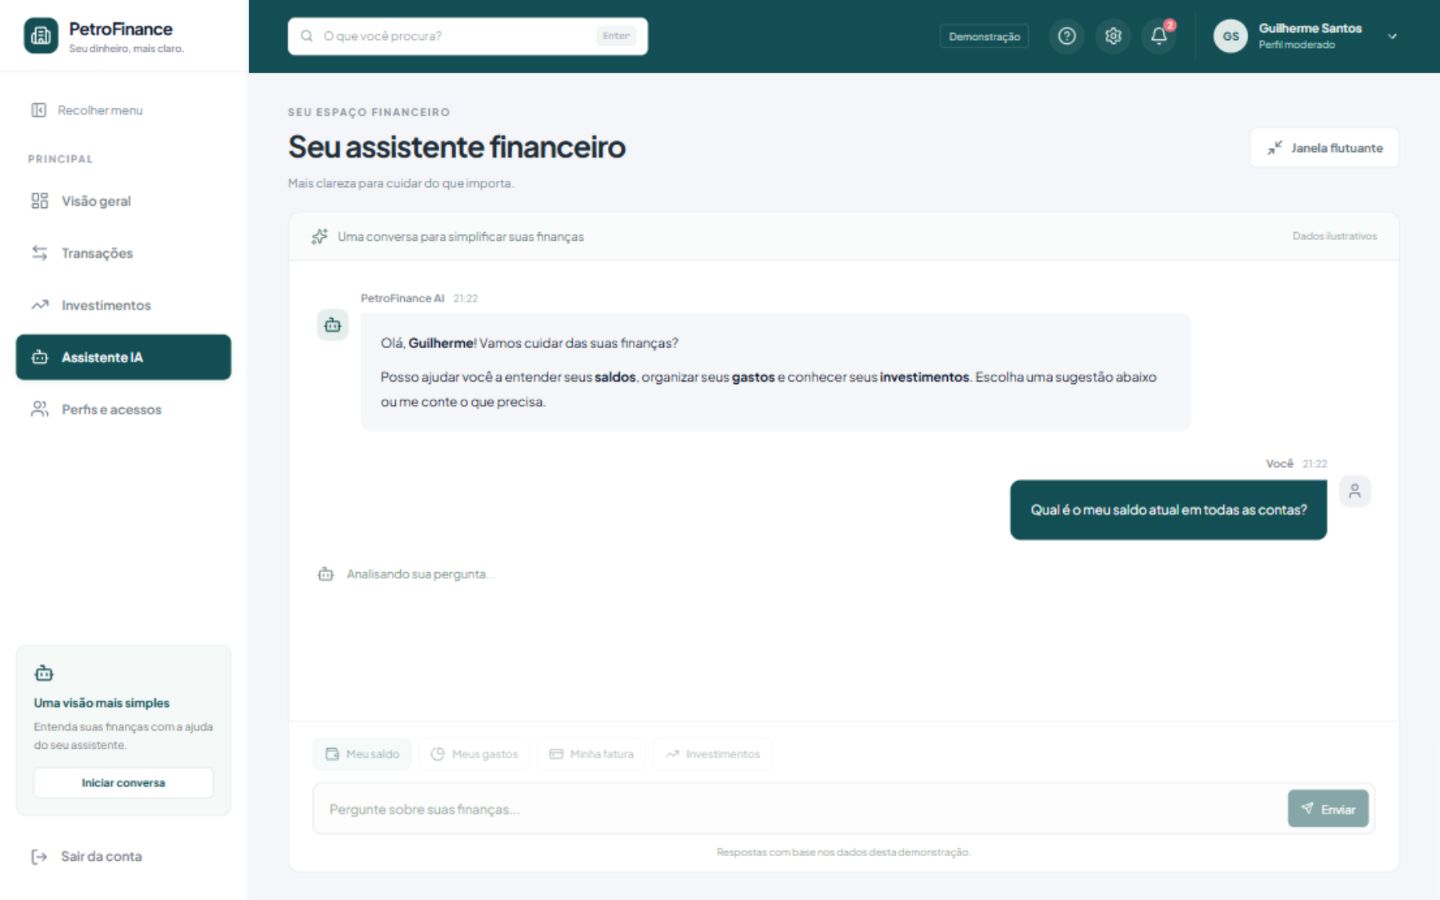 PetroFinance
Seu dinheiro, mais claro.
O que você procura?
Enter
Demonstração
2
GS
Guilherme Santos
Perfil moderado
Recolher menu
PRINCIPAL
Visão geral
Transações
Investimentos
Assistente IA
Perfis e acessos
Uma visão mais simples
Entenda suas finanças com a ajuda
do seu assistente.
Iniciar conversa
Sair da conta
SEU ESPAÇO FINANCEIRO
Seu assistente financeiro
Mais clareza para cuidar do que importa.
Janela flutuante
Uma conversa para simplificar suas finanças
Dados ilustrativos
PetroFinance AI 21:22
Olá, Guilherme! Vamos cuidar das suas finanças?
Posso ajudar você a entender seus saldos, organizar seus gastos e conhecer seus investimentos. Escolha uma sugestão abaixo
ou me conte o que precisa.
Você 21:22
Qual é o meu saldo atual em todas as contas?
Analisando sua pergunta...
Meu saldo
Meus gastos
Minha fatura
Investimentos
Pergunte sobre suas finanças...
Enviar
Respostas com base nos dados desta demonstração.